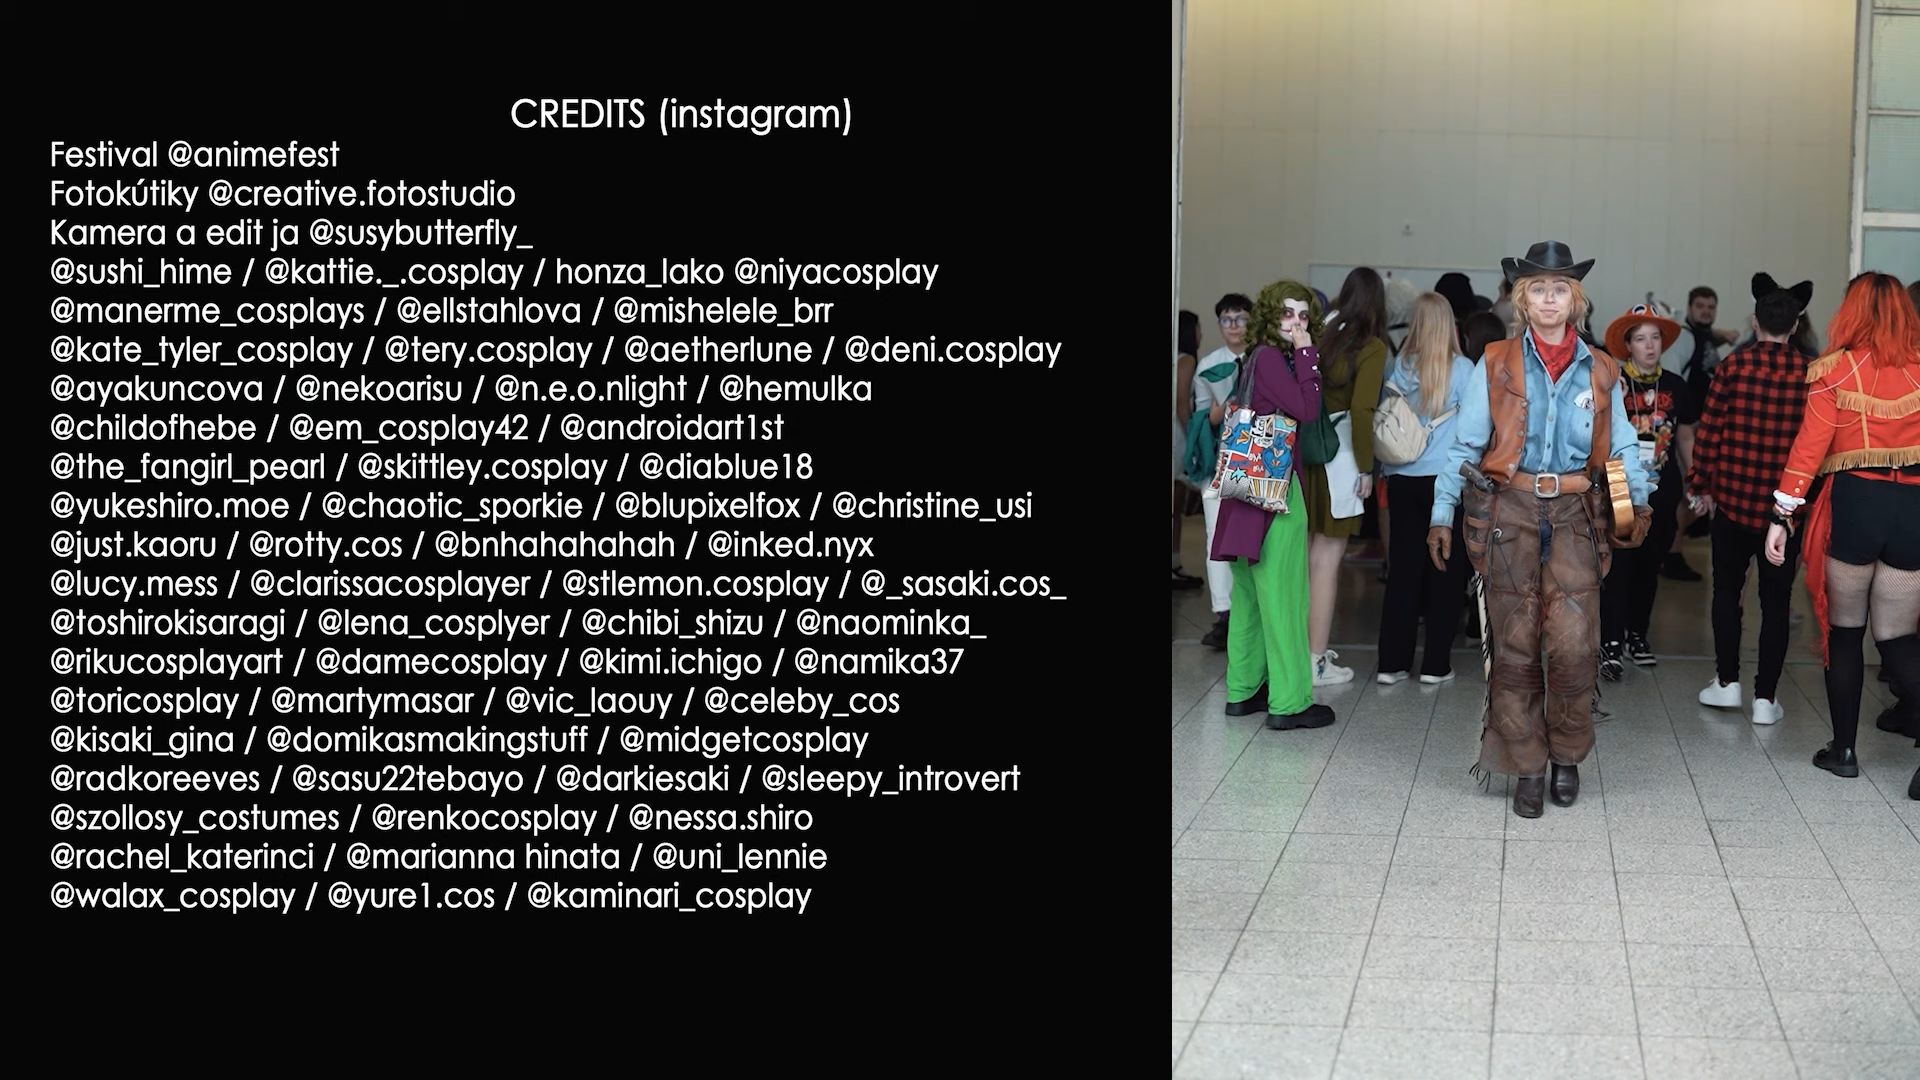 CREDITS (instagram)
Festival @animefest
Fotokútiky @creative.fotostudio
Kamera a edit ja @susybutterfly_
@sushi_hime / @kattie._.cosplay / honza_lako @niyacosplay
@manerme_cosplays / @ellstahlova / @mishelele_brr
@kate_tyler_cosplay / @tery.cosplay / @aetherlune / @deni.cosplay
@ayakuncova / @nekoarisu / @n.e.o.nlight / @hemulka
@childofhebe / @em_cosplay42 / @androidart1st
@the_fangirl_pearl / @skittley.cosplay / @diablue18
@yukeshiro.moe / @chaotic_sporkie / @blupixelfox / @christine_usi
@just.kaoru / @rotty.cos / @bnhahahahah / @inked.nyx
@lucy.mess / @clarissacosplayer / @stlemon.cosplay / @_sasaki.cos_
@toshirokisaragi / @lena_cosplyer / @chibi_shizu / @naominka_
@rikucosplayart / @damecosplay / @kimi.ichigo / @namika37
@toricosplay / @martymasar / @vic_laouy / @celeby_cos
@kisaki_gina / @domikasmakingstuff / @midgetcosplay
@radkoreeves / @sasu22tebayo / @darkiesaki / @sleepy_introvert
@szollosy_costumes / @renkocosplay / @nessa.shiro
@rachel_katerinci / @marianna hinata / @uni_lennie
@walax_cosplay / @yure1.cos / @kaminari_cosplay